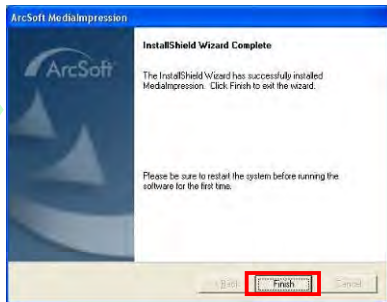 ArcSoft MediaImpression
InstallShield Wizard Complete
ArcSoft
The InstallShield Wizard has successfully installed
MediaImpression. Click Finish to exit the wizard.
Please be sure to restart the system before running the
software for the first time.
< Back
Finish
Cancel